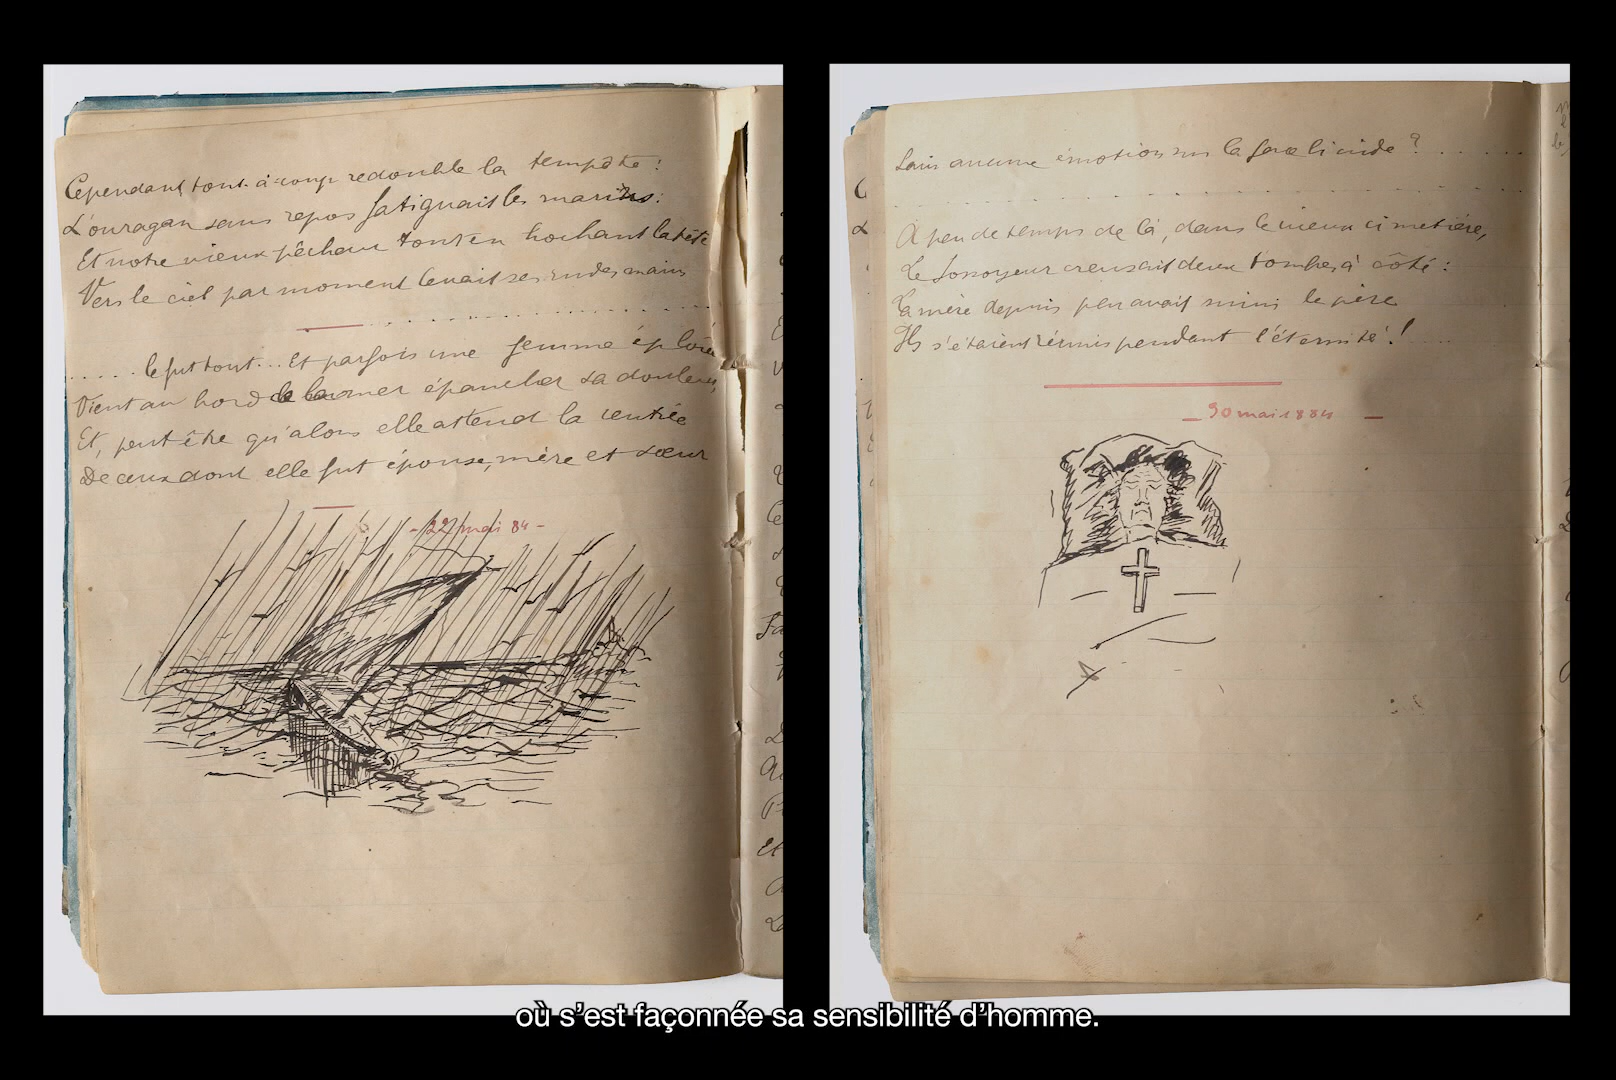 Cependant tout-à-coup redouble la tempête !
L'ouragan sans repos fatiguait les marins :
Et notre vieux pêcheur tout en hochant la tête
Vers le ciel par moment levait ses rudes mains
..... Ce fut tout... Et parfois une femme éplorée
Vient au bord de la mer épancher sa douleur,
Et, peut être qu'alors elle attend la rentrée
De ceux dont elle fut épouse, mère et sœur
- 22 mai 84 -
Sans aucune émotion sur la
A peu de temps de là, dans le vieux cimetière,
Le fossoyeur creusait deux tombes à côté :
La mère depuis peu avait suivi le père
Ils s'étaient réunis pendant l'éternité ! ....
- 30 mai 1884 -
où s'est façonnée sa sensibilité d'homme.